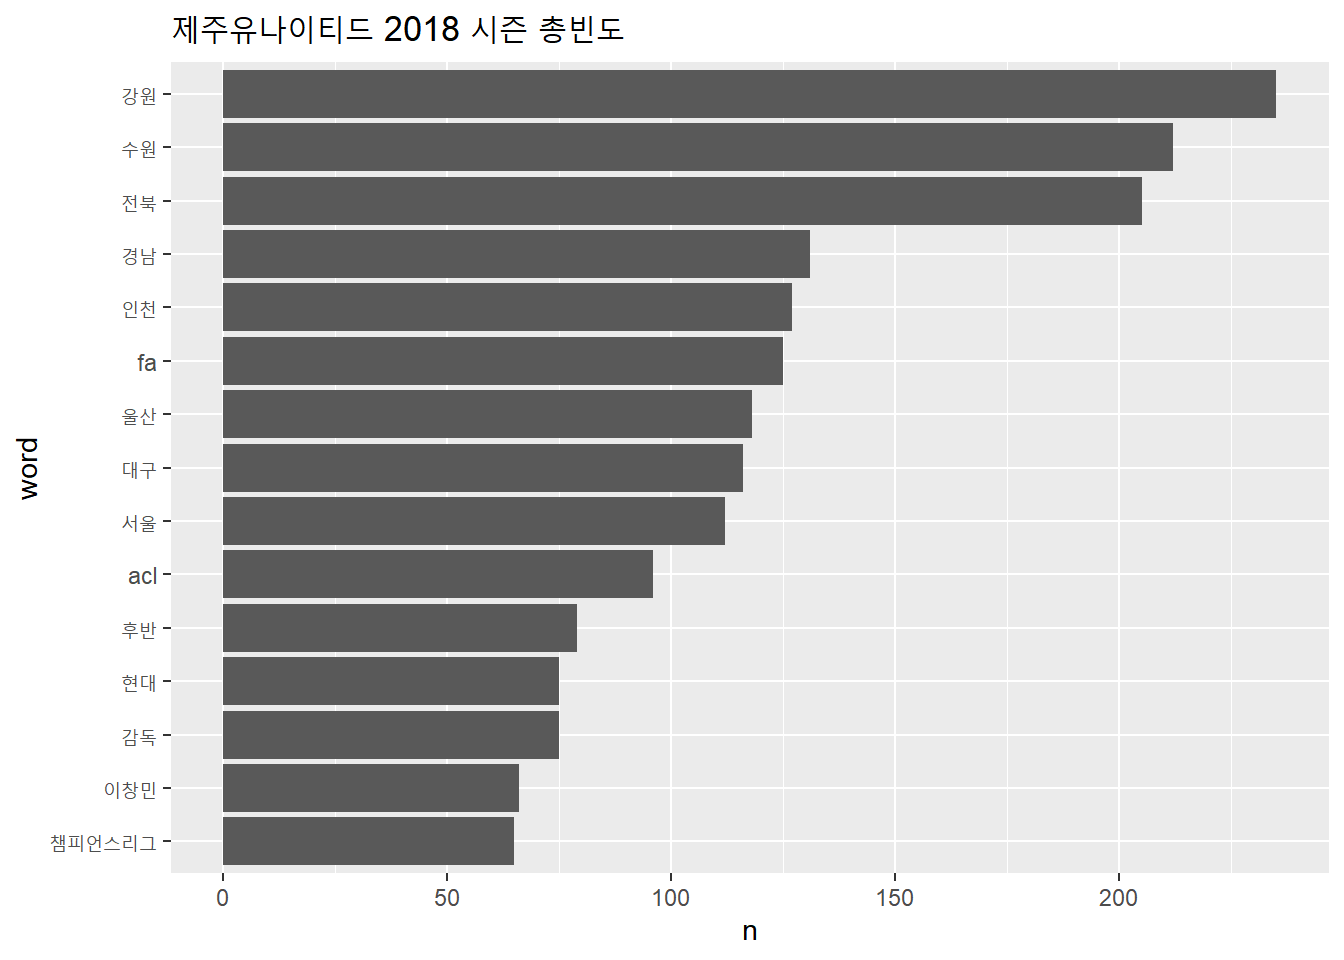 제주유나이티드 2018 시즌 총빈도
강원
수원
전북
경남
인천
fa
울산
대구
서울
acl
후반
현대
감독
이창민
챔피언스리그
word
0 50 100 150 200
n